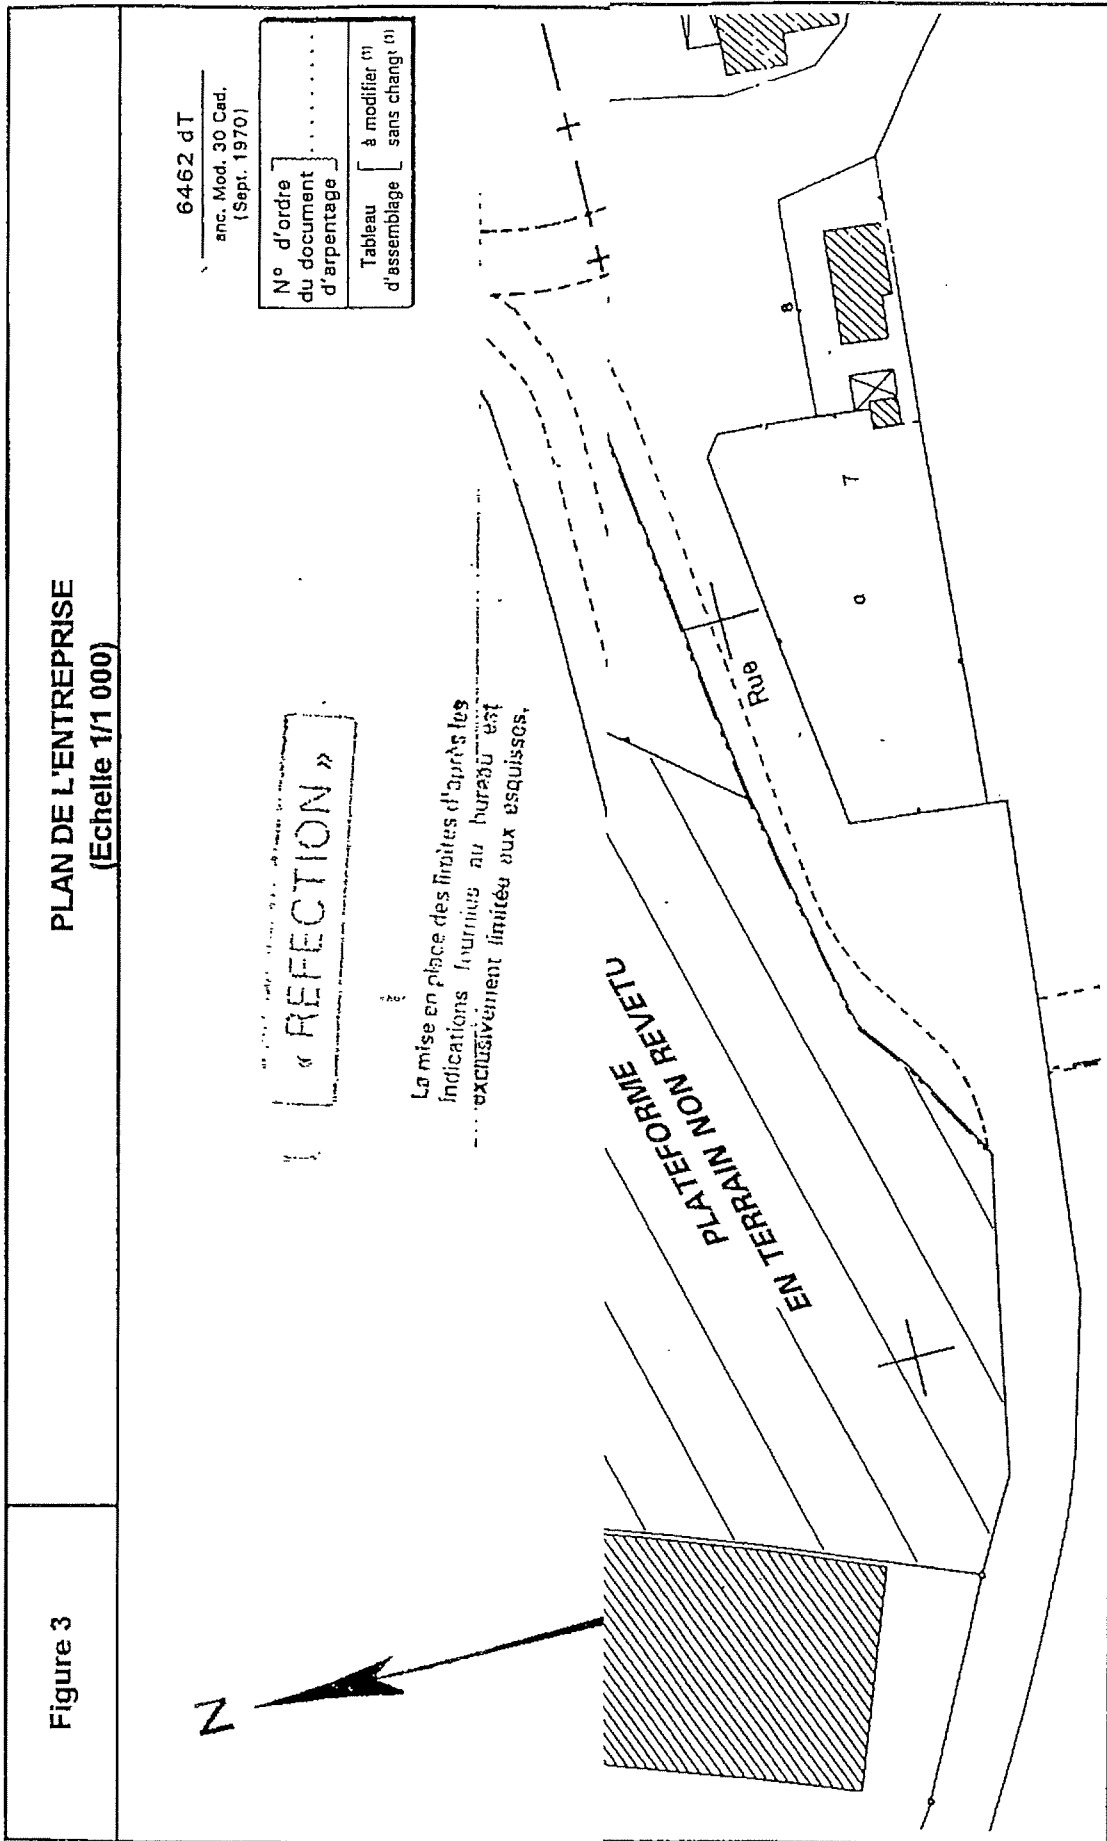 Figure 3
PLAN DE L'ENTREPRISE
(Echelle 1/1 000)
6462 dT
anc. Mod. 30 Cad.
(Sept. 1970)
N° d'ordre
du document
d'arpentage
.........
Tableau
d'assemblage
à modifier (1)
sans changt (1)
« REFECTION »
La mise en place des limites d'après les
indications fournies au bureau est
exclusivement limitée aux esquisses.
N
PLATEFORME
EN TERRAIN NON REVETU
Rue
a
7
8